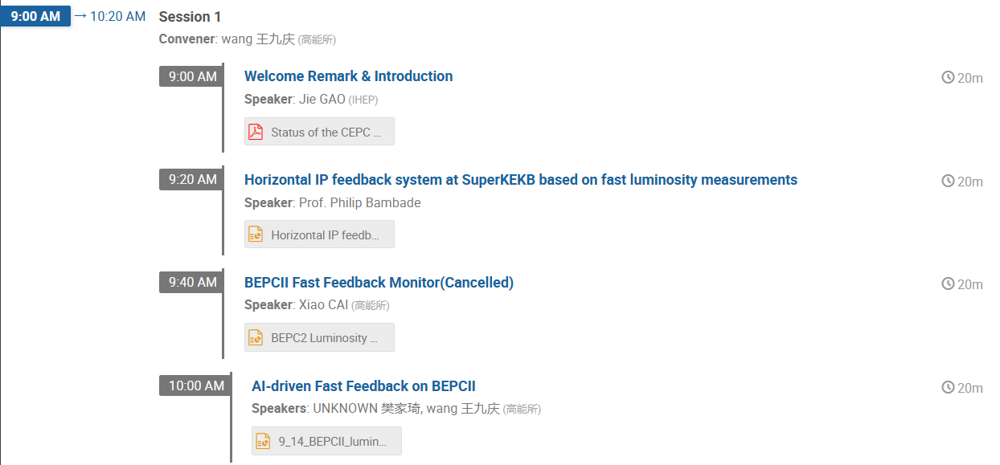 9:00 AM → 10:20 AM Session 1
Convener: wang 王九庆 (高能所)
9:00 AM Welcome Remark & Introduction 20m
Speaker: Jie GAO (IHEP)
Status of the CEPC ...
9:20 AM Horizontal IP feedback system at SuperKEKB based on fast luminosity measurements 20m
Speaker: Prof. Philip Bambade
Horizontal IP feedb...
9:40 AM BEPCII Fast Feedback Monitor(Cancelled) 20m
Speaker: Xiao CAI (高能所)
BEPC2 Luminosity ...
10:00 AM AI-driven Fast Feedback on BEPCII 20m
Speakers: UNKNOWN 樊家琦, wang 王九庆 (高能所)
9_14_BEPCII_lumin...